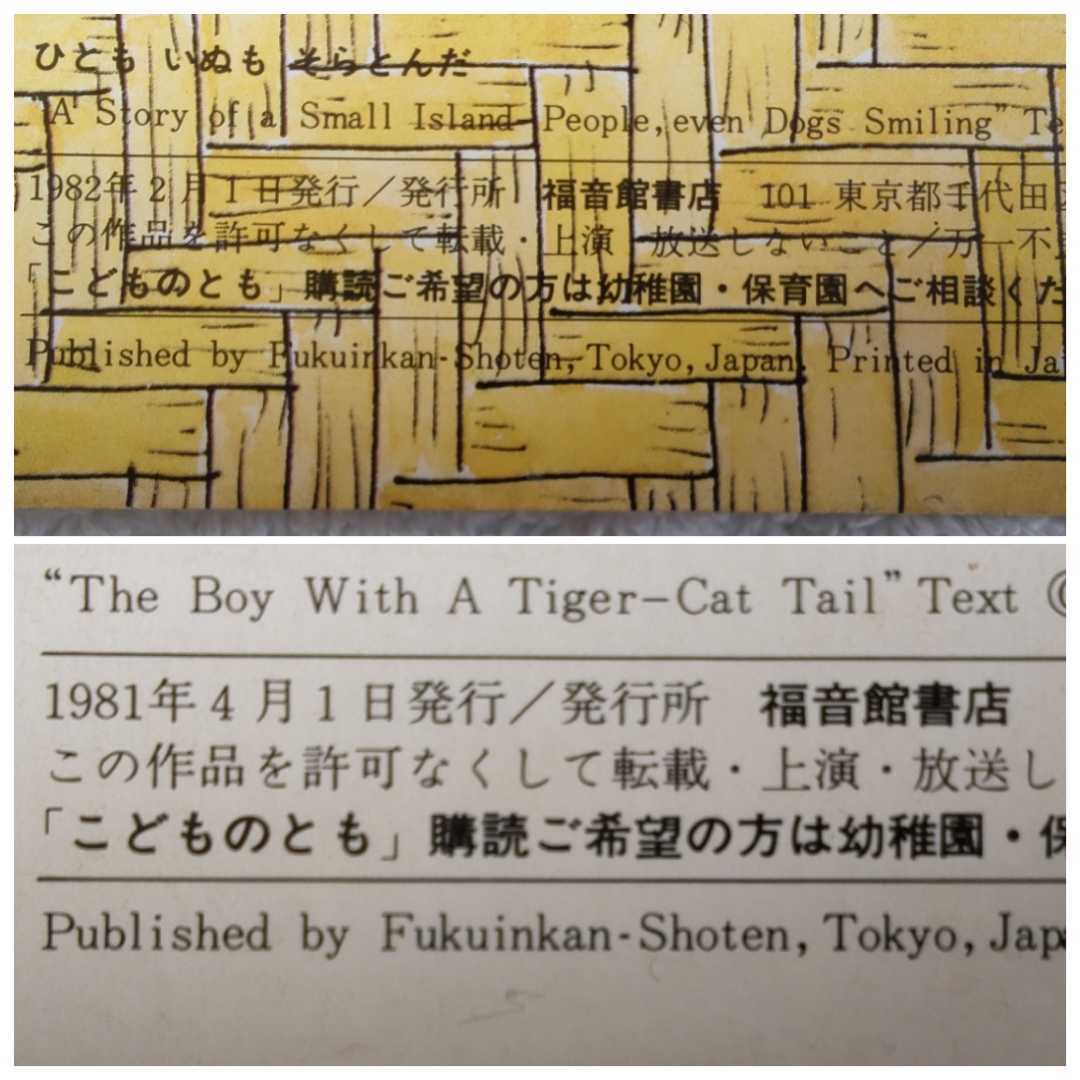 ひとも いぬも そらとんだ
"A Story of a Small Island People, even Dogs Smiling" Te
1982年2月1日発行／発行所 福音館書店 101 東京都千代田
この作品を許可なくして転載・上演・放送しないこと／万一不
「こどものとも」購読ご希望の方は幼稚園・保育園へご相談くた
Published by Fukuinkan-Shoten, Tokyo, Japan. Printed in Ja
“The Boy With A Tiger-Cat Tail” Text ©
1981年4月1日発行／発行所 福音館書店
この作品を許可なくして転載・上演・放送し
「こどものとも」購読ご希望の方は幼稚園・保
Published by Fukuinkan-Shoten, Tokyo, Jap